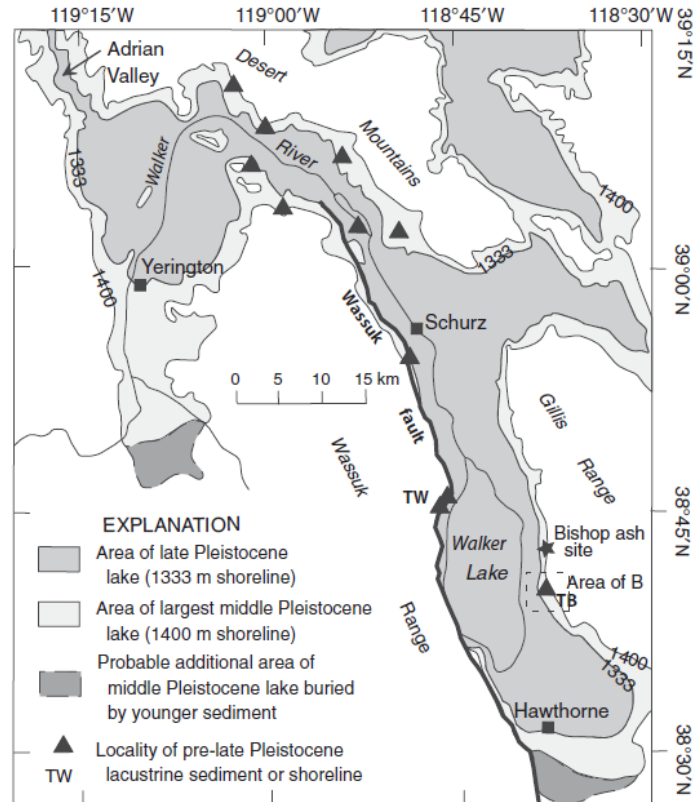 119°15'W 119°00'W 118°45'W 118°30'W
39°15'N
Adrian
Valley
Desert
Mountains
1333
Walker
River
1400
1333
39°00'N
1400
Yerington
Schurz
Wassuk
fault
0 5 10 15 km
Gillis
Range
Wassuk
Range
38°45'N
TW
Bishop ash
site
Walker
Lake
Area of B
TB
1400
1333
Hawthorne
38°30'N
EXPLANATION
Area of late Pleistocene
lake (1333 m shoreline)
Area of largest middle Pleistocene
lake (1400 m shoreline)
Probable additional area of
middle Pleistocene lake buried
by younger sediment
Locality of pre-late Pleistocene
TW lacustrine sediment or shoreline